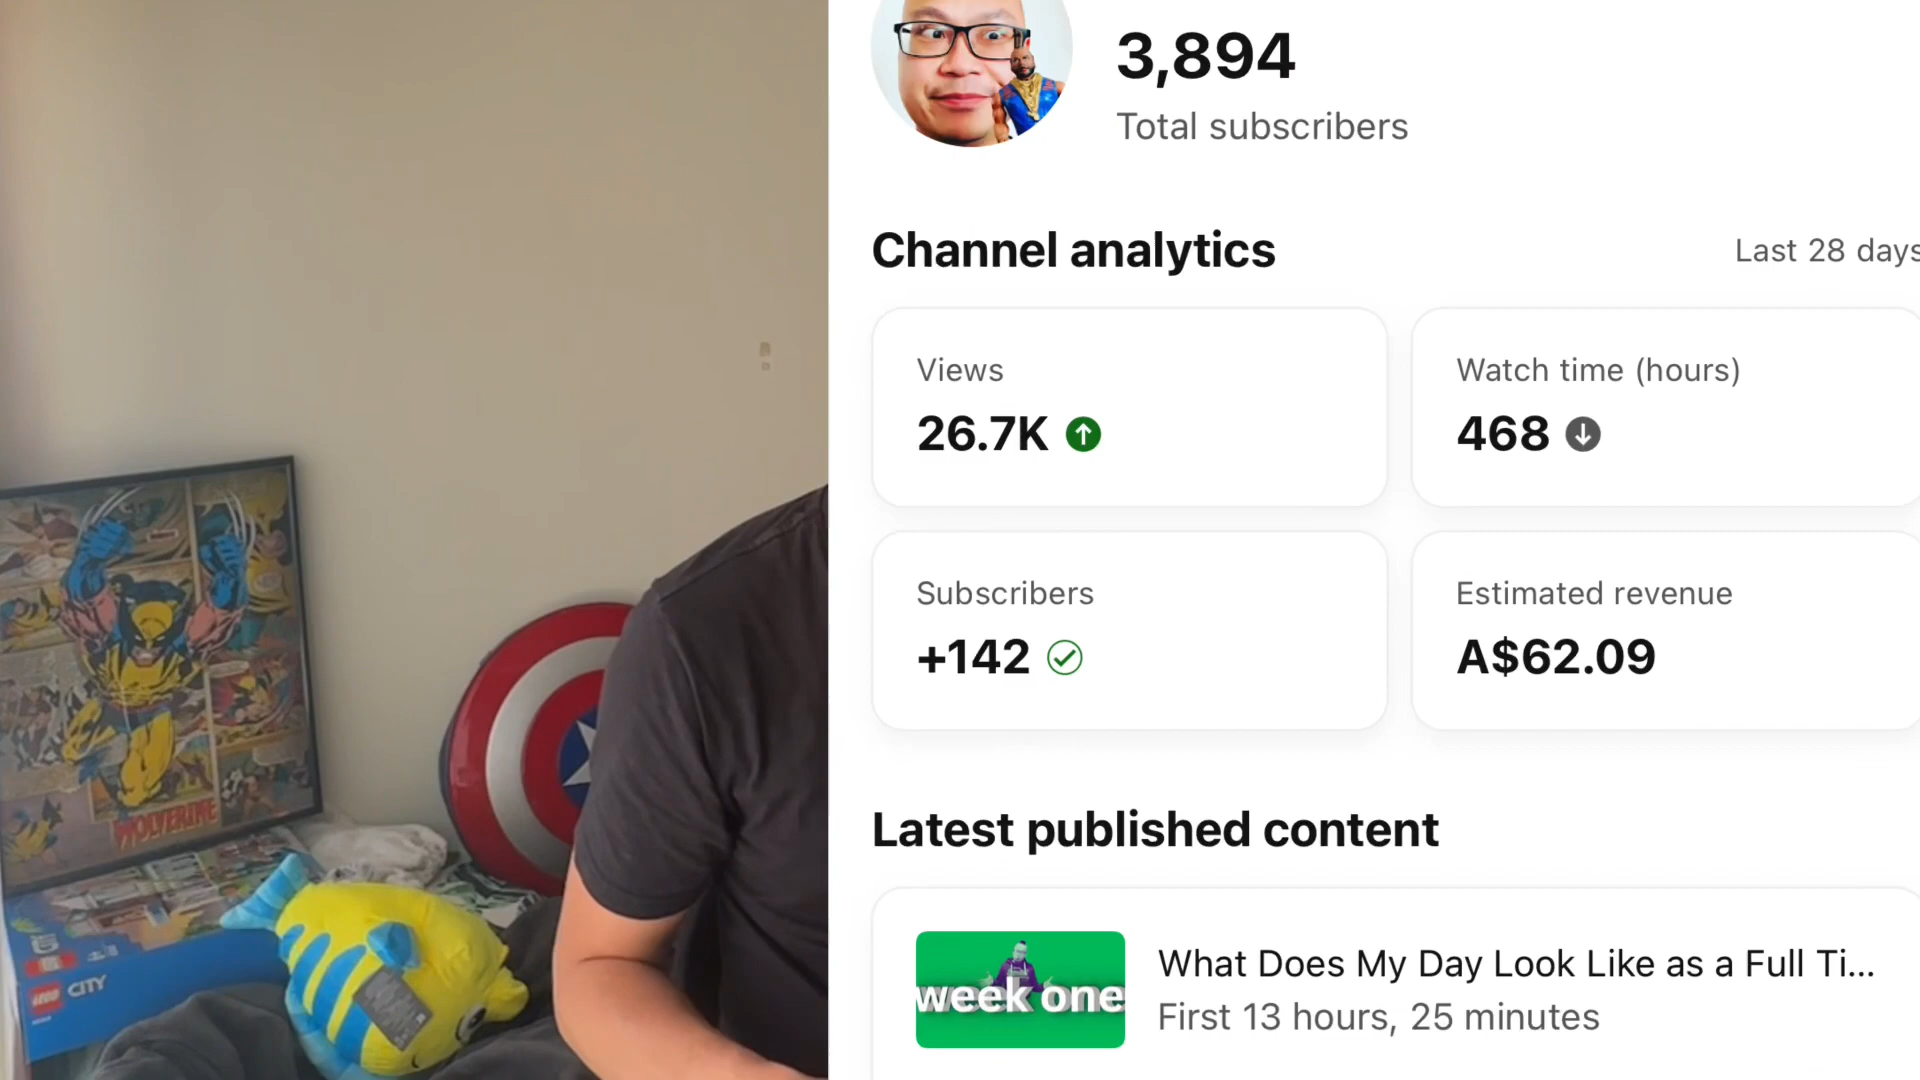 3,894
Total subscribers
Channel analytics
Last 28 days
Views
26.7K
Watch time (hours)
468
Subscribers
+142
Estimated revenue
A$62.09
Latest published content
week one
What Does My Day Look Like as a Full Ti...
First 13 hours, 25 minutes
WOLVERINE
LEGO CITY